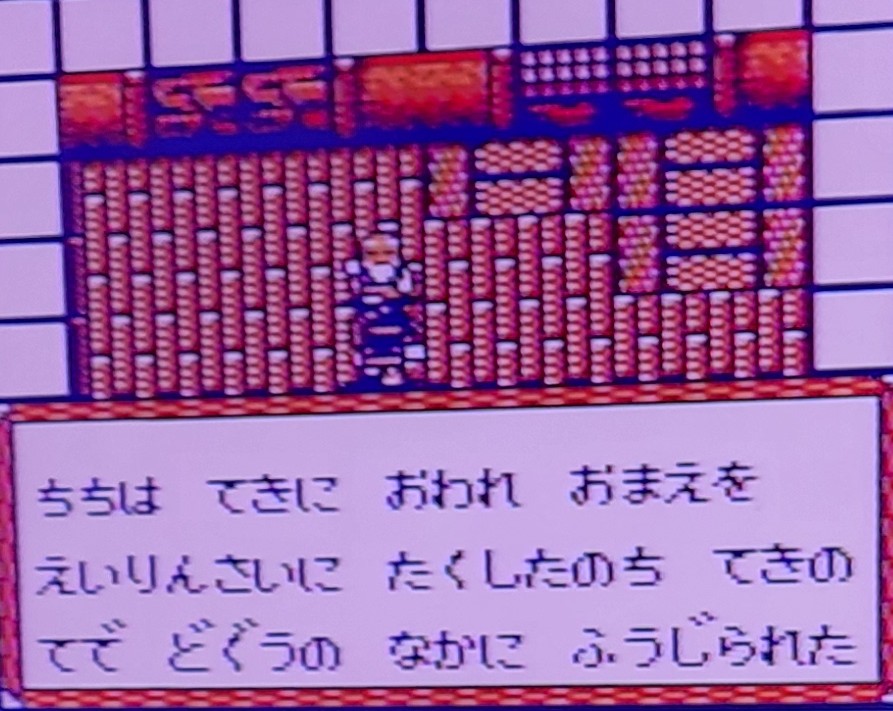 ちちは てきに おわれ おまえを
えいりんさいに たくしたのち てきの
てで どぐうの なかに ふうじられた